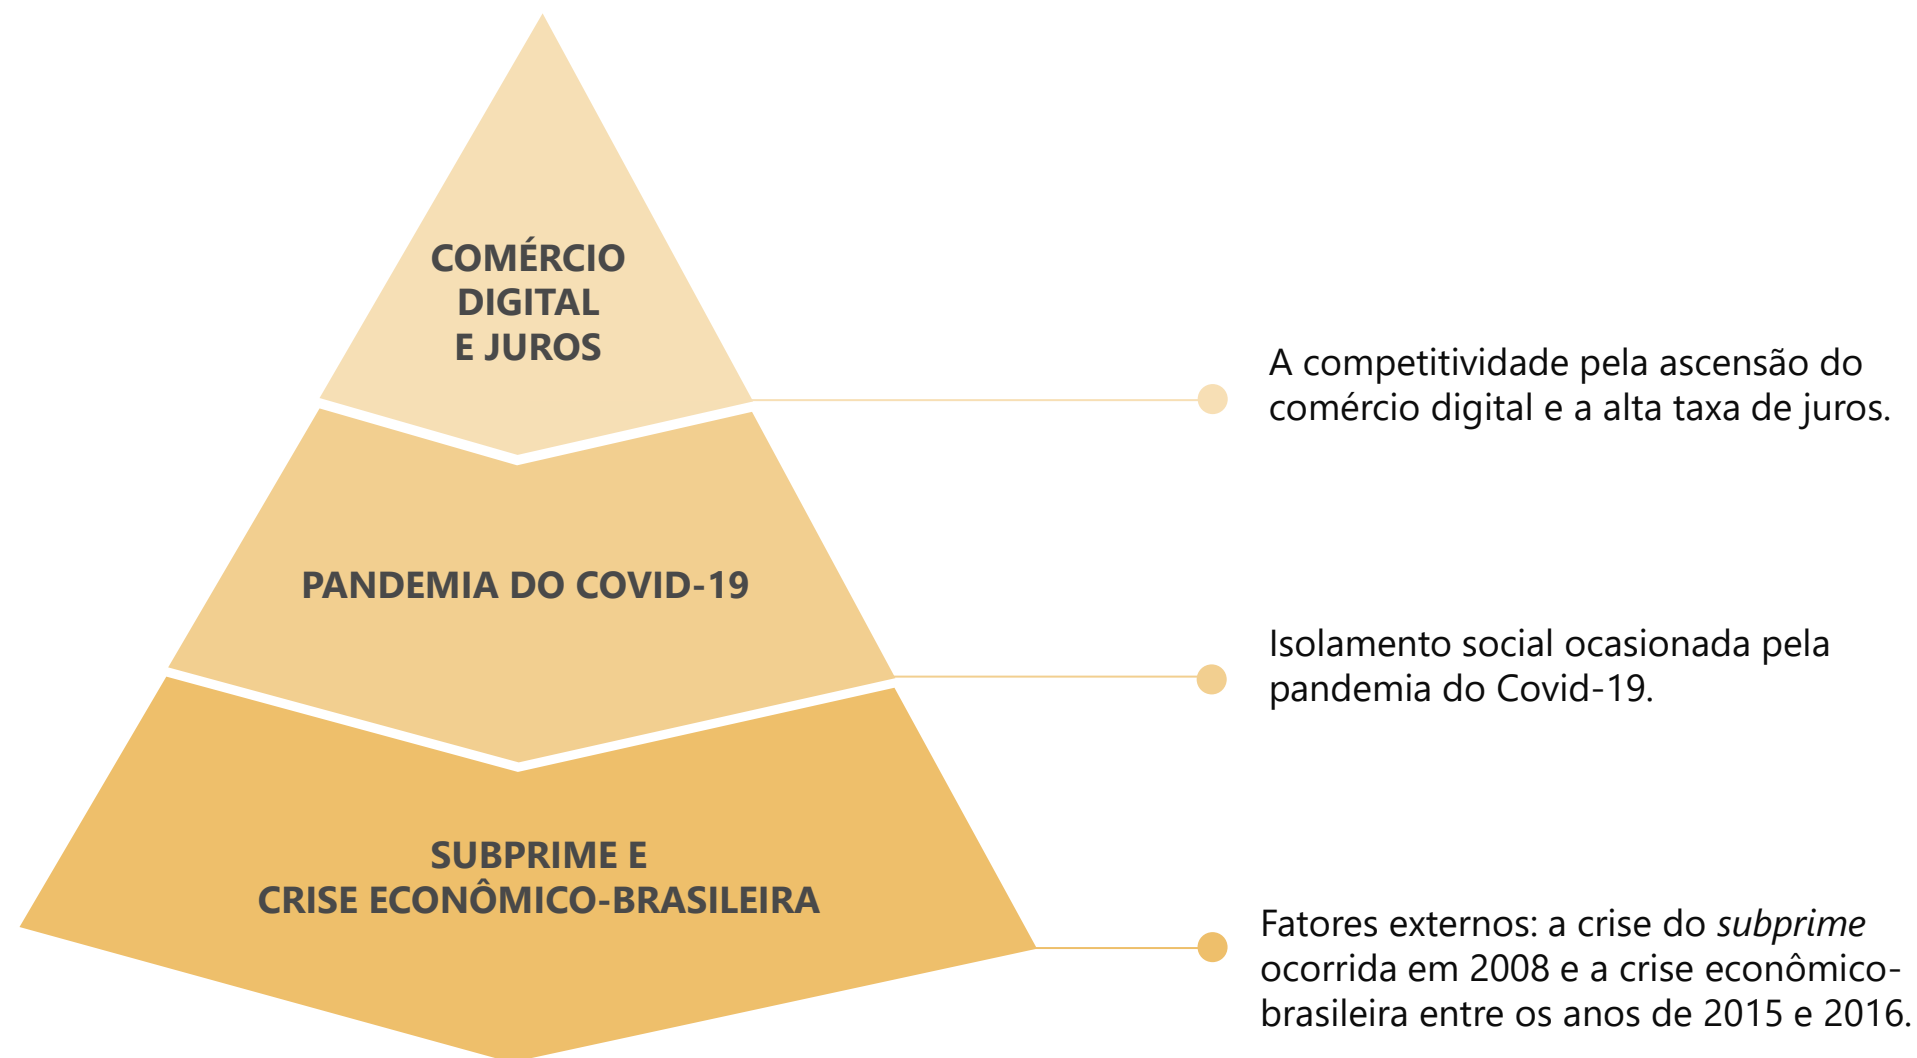 COMÉRCIO
DIGITAL
E JUROS
A competitividade pela ascensão do
comércio digital e a alta taxa de juros.
PANDEMIA DO COVID-19
Isolamento social ocasionada pela
pandemia do Covid-19.
SUBPRIME E
CRISE ECONÔMICO-BRASILEIRA
Fatores externos: a crise do subprime
ocorrida em 2008 e a crise econômico-
brasileira entre os anos de 2015 e 2016.